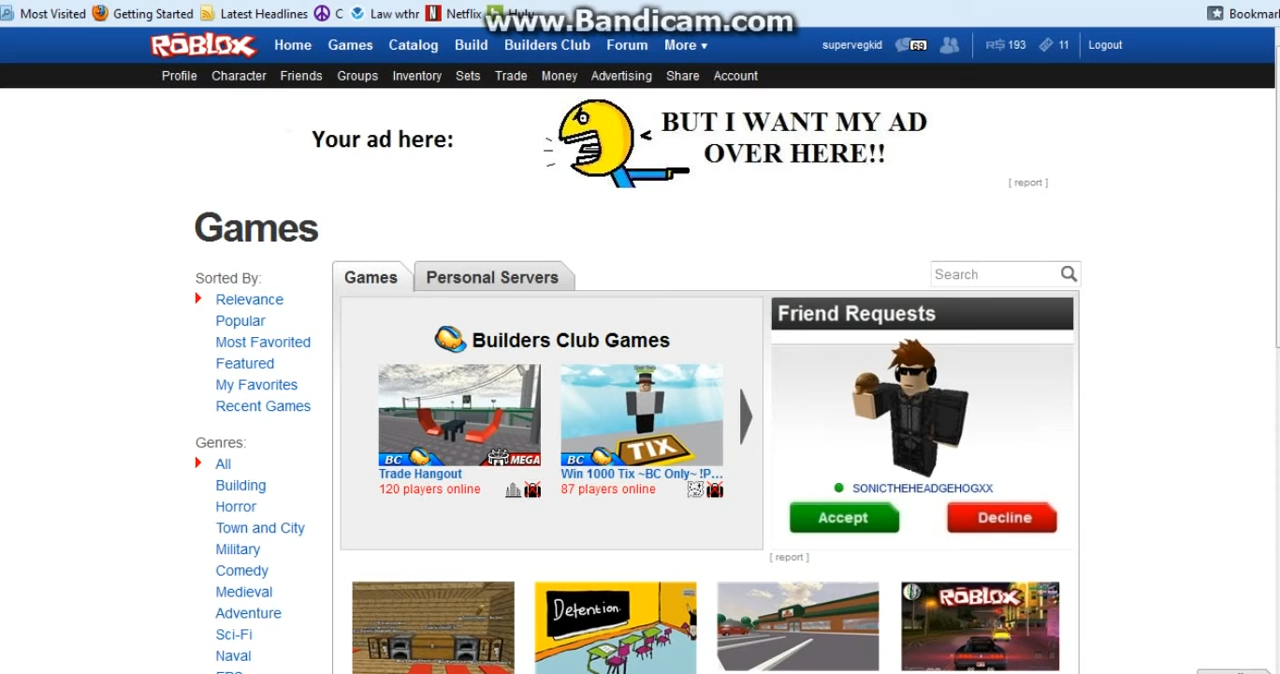 Most Visited Getting Started Latest Headlines C Law wthr Netflix Hulu Bookmar
www.Bandicam.com
ROBLOX Home Games Catalog Build Builders Club Forum More supervegkid 69 R$ 193 11 Logout
Profile Character Friends Groups Inventory Sets Trade Money Advertising Share Account
Your ad here:
BUT I WANT MY AD
OVER HERE!!
[ report ]
Games
Sorted By:
Relevance
Popular
Most Favorited
Featured
My Favorites
Recent Games
Genres:
All
Building
Horror
Town and City
Military
Comedy
Medieval
Adventure
Sci-Fi
Naval
Games Personal Servers
Search
Builders Club Games
BC MEGA
Trade Hangout
120 players online
TIX
BC
Win 1000 Tix ~BC Only~ !P...
87 players online
Friend Requests
SONICTHEHEADGEHOGXX
Accept Decline
[ report ]
Detention.
ROBLOX